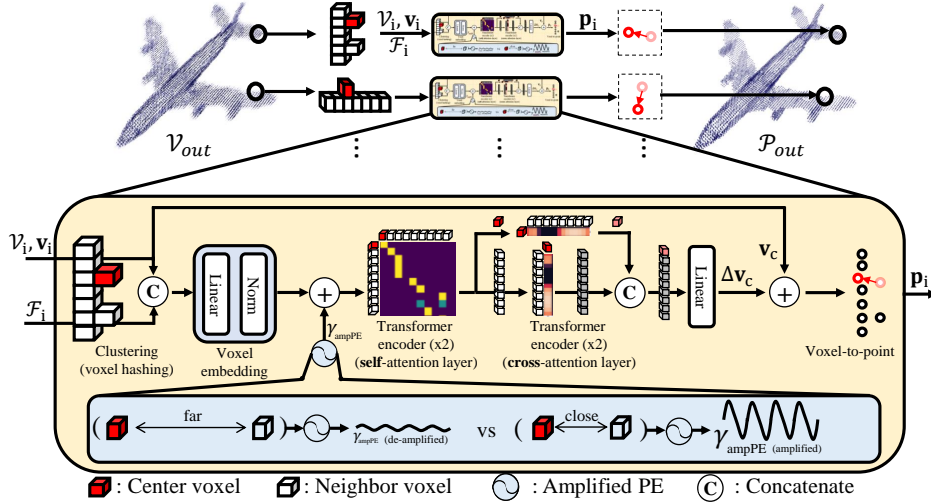 𝒱_i, v_i
ℱ_i
p_i
𝒱_out
𝒫_out
𝒱_i, v_i
ℱ_i
C
Linear
Norm
+
γ_ampPE
C
Linear
Δv_c
v_c
+
p_i
Clustering
(voxel hashing)
Voxel
embedding
Transformer
encoder (x2)
(self-attention layer)
Transformer
encoder (x2)
(cross-attention layer)
Voxel-to-point
( far )
γ_ampPE (de-amplified)
vs
( close )
γ_ampPE (amplified)
: Center voxel
: Neighbor voxel
: Amplified PE
C : Concatenate